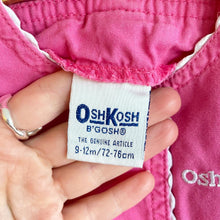 OSHKOSH
B'GOSH®
THE GENUINE ARTICLE
9-12m/72-76cm
Osh